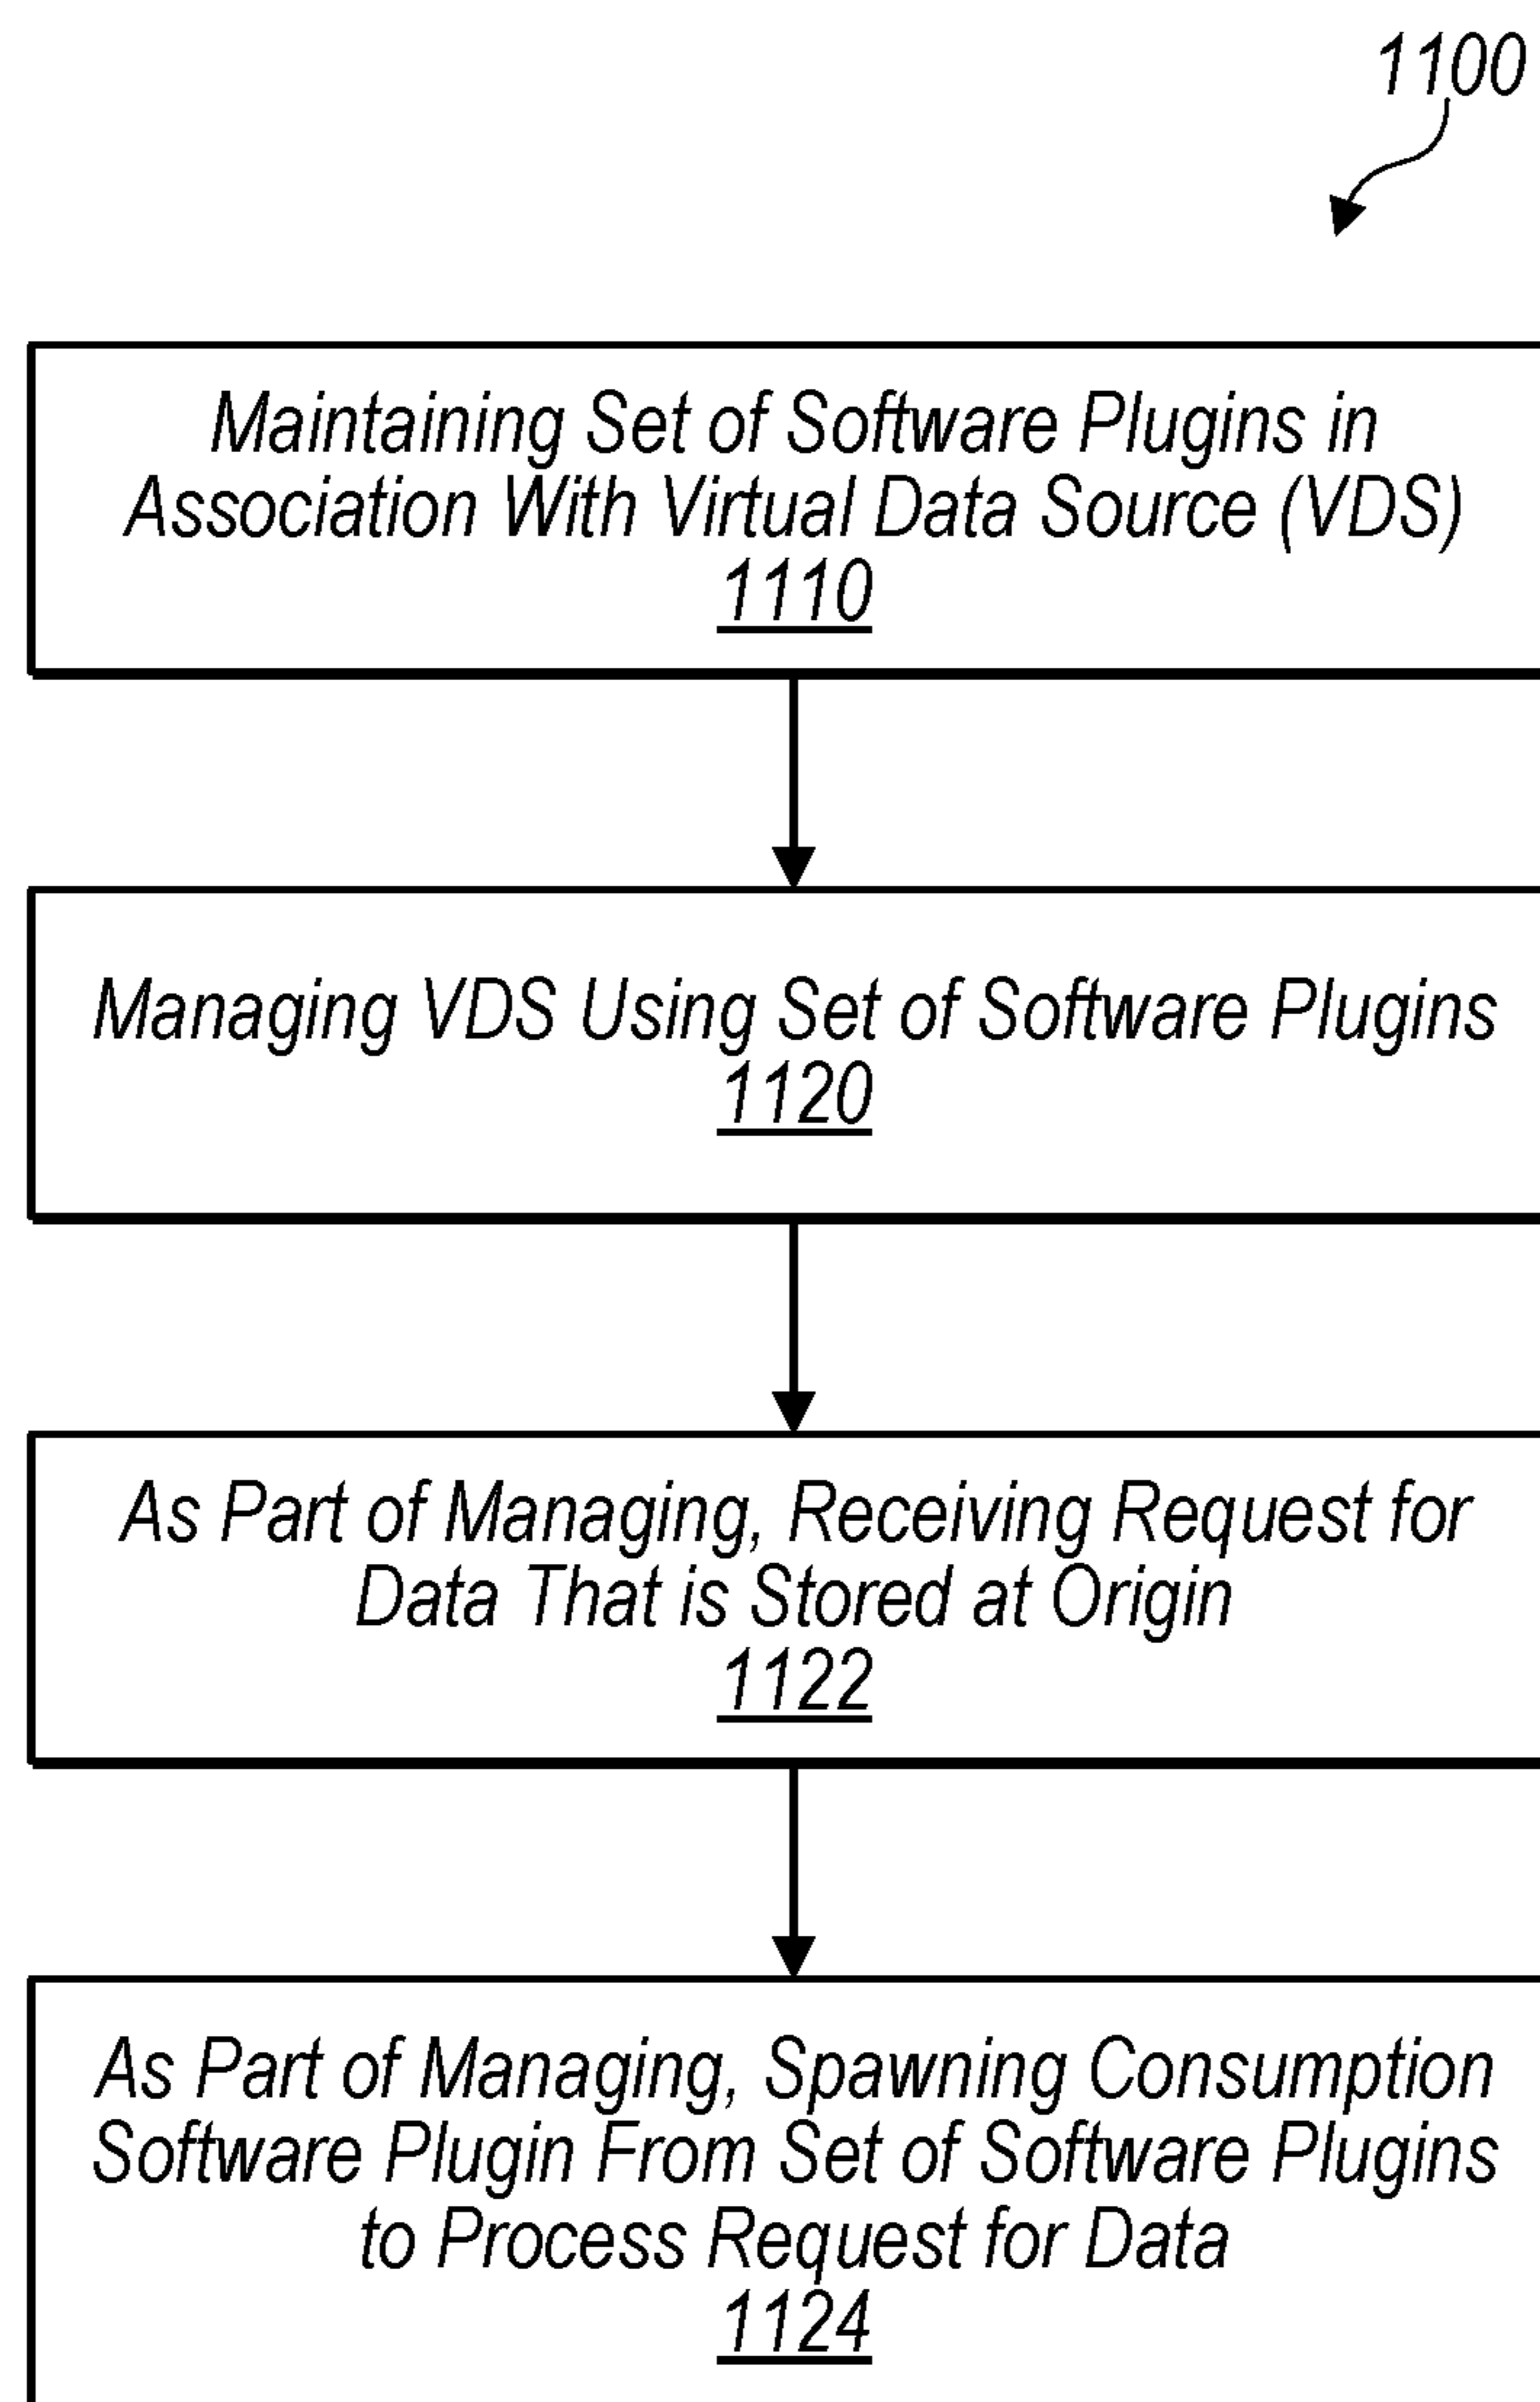 1100
Maintaining Set of Software Plugins in
Association With Virtual Data Source (VDS)
1110
Managing VDS Using Set of Software Plugins
1120
As Part of Managing, Receiving Request for
Data That is Stored at Origin
1122
As Part of Managing, Spawning Consumption
Software Plugin From Set of Software Plugins
to Process Request for Data
1124